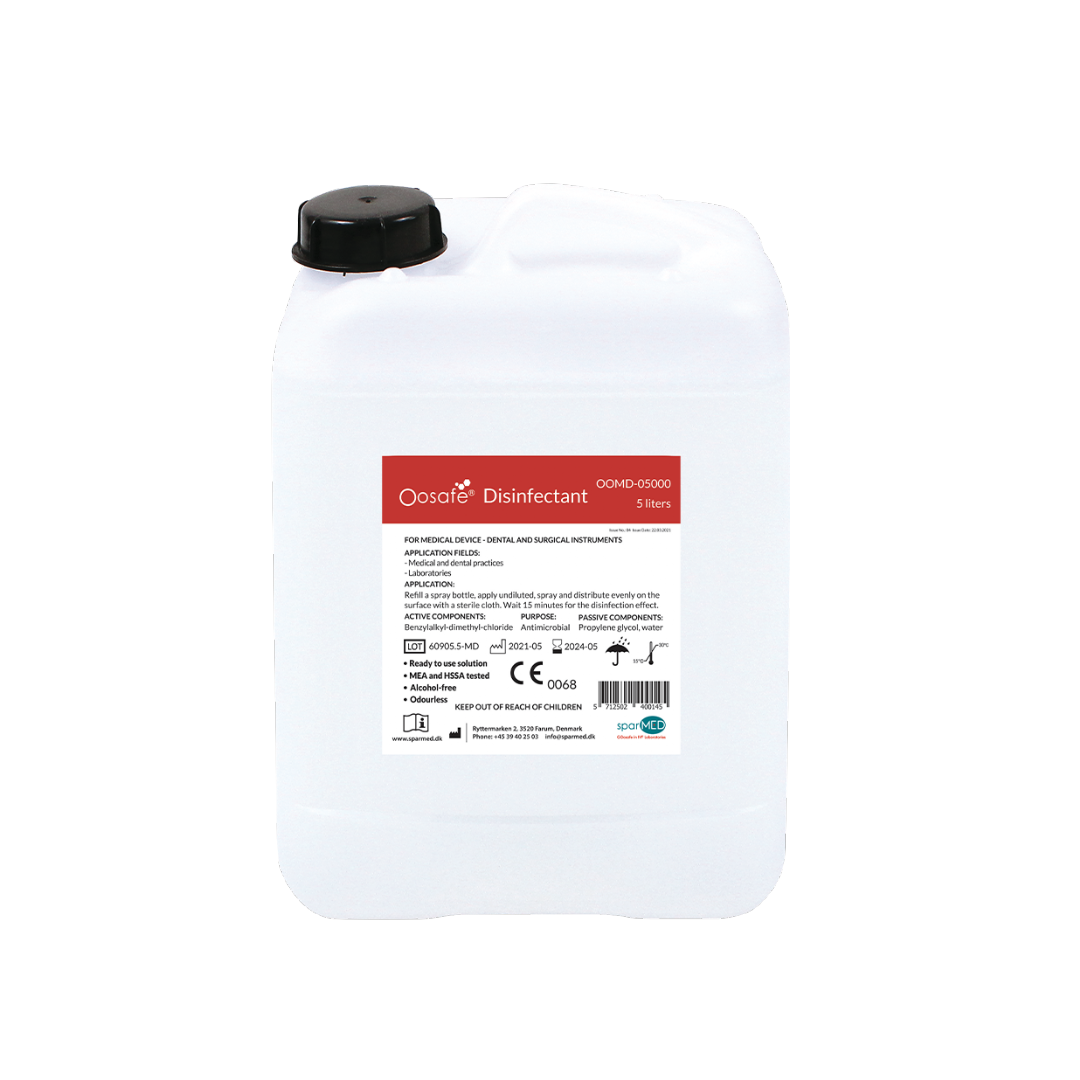 Oosafe® Disinfectant
OOMD-05000
5 liters
FOR MEDICAL DEVICE - DENTAL AND SURGICAL INSTRUMENTS
APPLICATION FIELDS:
- Medical and dental practices
- Laboratories
APPLICATION:
Refill a spray bottle, apply undiluted, spray and distribute evenly on the
surface with a sterile cloth. Wait 15 minutes for the disinfection effect.
ACTIVE COMPONENTS: PURPOSE: PASSIVE COMPONENTS:
Benzylalkyl-dimethyl-chloride Antimicrobial Propylene glycol, water
LOT 60905.5-MD 2021-05 2024-05
• Ready to use solution
• MEA and HSSA tested
• Alcohol-free
• Odourless
CE 0068
KEEP OUT OF REACH OF CHILDREN
5 712502 400145
www.sparmed.dk
Ryttermarken 2, 3520 Farum, Denmark
Phone: +45 39 40 25 03 info@sparmed.dk
sparMED